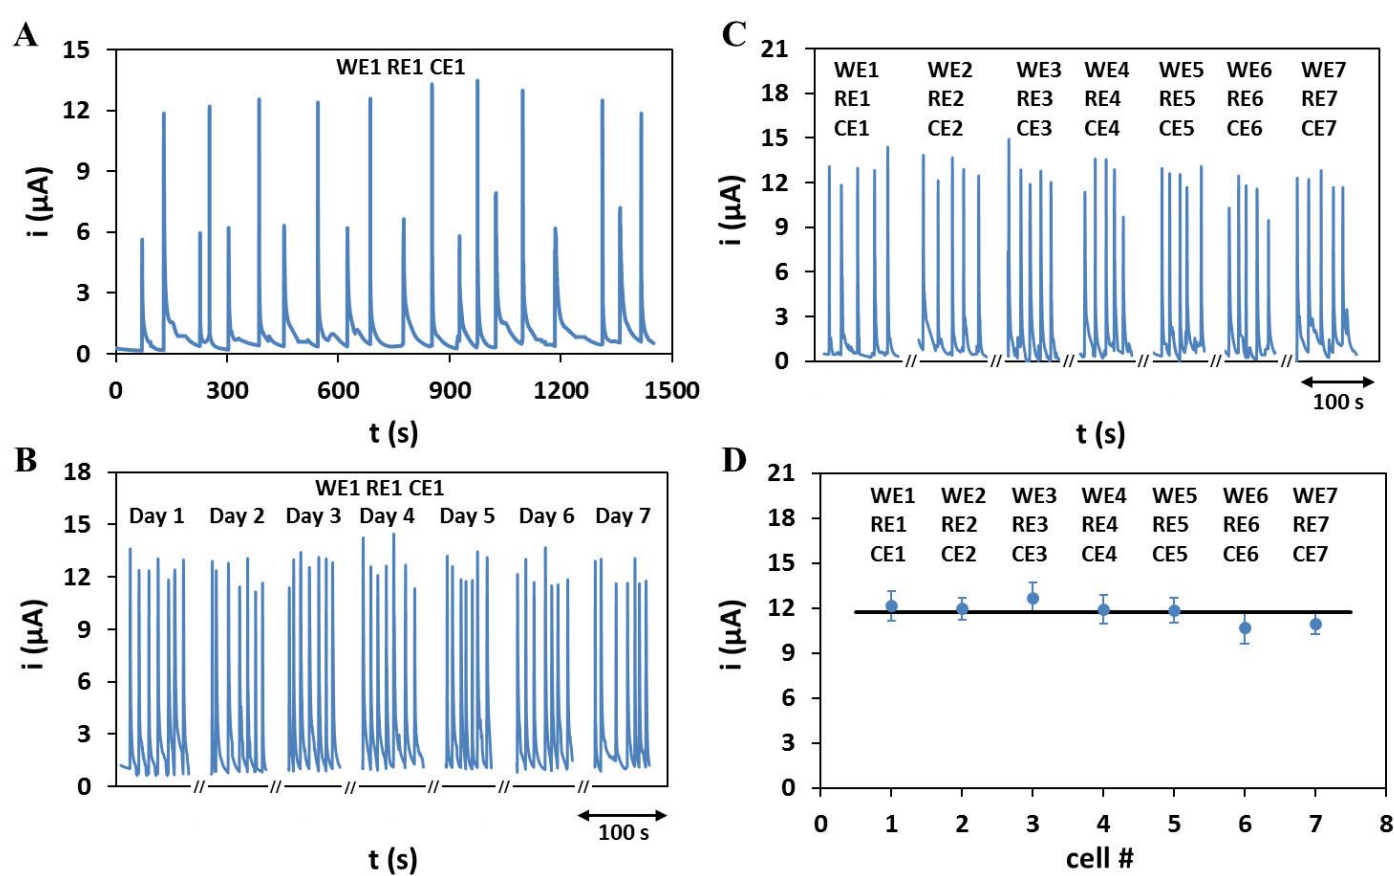 A
15
12
9
6
3
0
i (μA)
WE1 RE1 CE1
0 300 600 900 1200 1500
t (s)
B
18
15
12
9
6
3
0
i (μA)
WE1 RE1 CE1
Day 1 Day 2 Day 3 Day 4 Day 5 Day 6 Day 7
// // // // // //
100 s
t (s)
C
21
18
15
12
9
6
3
0
i (μA)
WE1 WE2 WE3 WE4 WE5 WE6 WE7
RE1 RE2 RE3 RE4 RE5 RE6 RE7
CE1 CE2 CE3 CE4 CE5 CE6 CE7
// // // // // //
100 s
t (s)
D
21
18
15
12
9
6
3
0
i (μA)
WE1 WE2 WE3 WE4 WE5 WE6 WE7
RE1 RE2 RE3 RE4 RE5 RE6 RE7
CE1 CE2 CE3 CE4 CE5 CE6 CE7
0 1 2 3 4 5 6 7 8
cell #